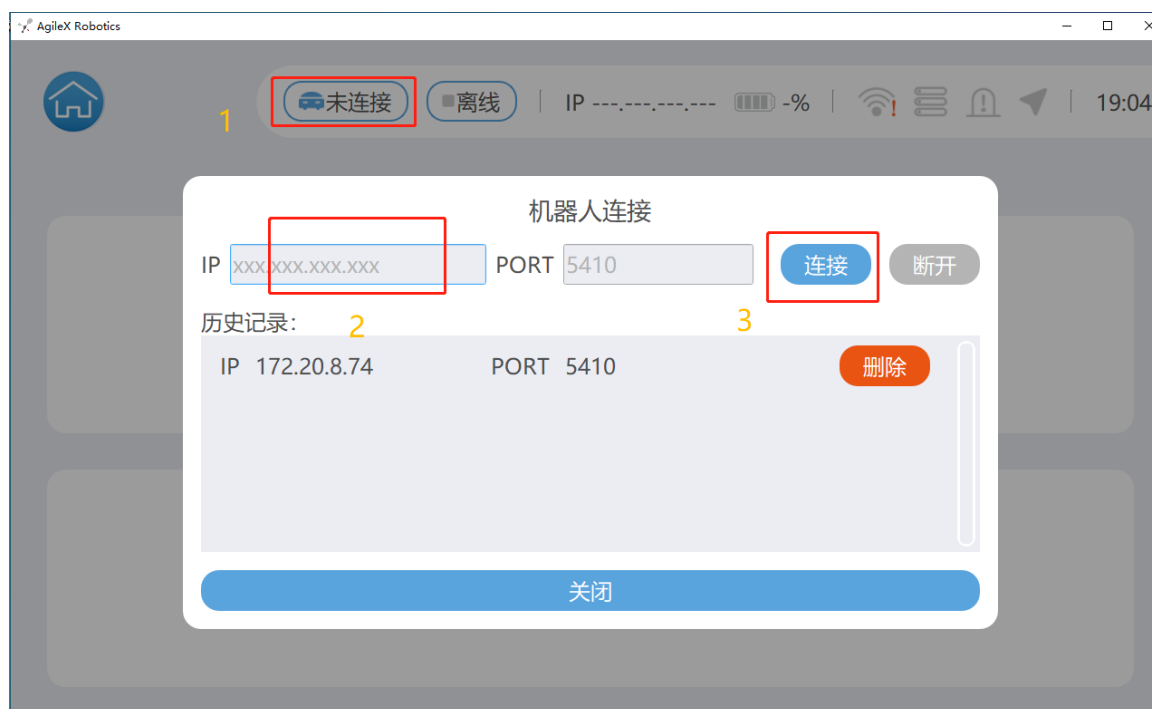 AgileX Robotics
1 未连接 离线 IP ---.---.---.--- -% 19:04
机器人连接
IP xxx.xxx.xxx.xxx PORT 5410 连接 断开
历史记录: 2 3
IP 172.20.8.74 PORT 5410 删除
关闭